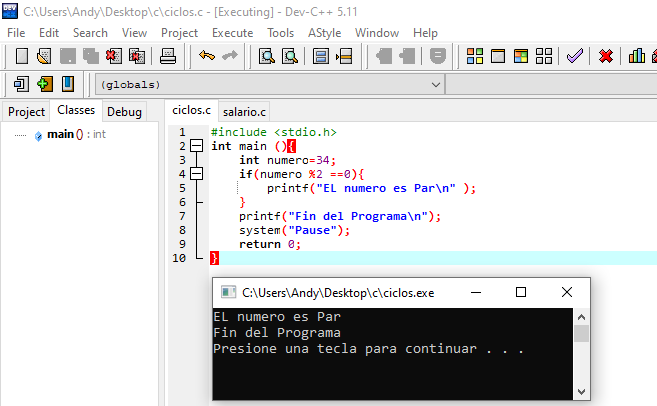 C:\Users\Andy\Desktop\c\ciclos.c - [Executing] - Dev-C++ 5.11
File Edit Search View Project Execute Tools AStyle Window Help
(globals)
Project Classes Debug
main () : int
ciclos.c salario.c
1 #include <stdio.h>
2 int main (){
3 int numero=34;
4 if(numero %2 ==0){
5 printf("EL numero es Par\n" );
6 }
7 printf("Fin del Programa\n");
8 system("Pause");
9 return 0;
10 }
C:\Users\Andy\Desktop\c\ciclos.exe
EL numero es Par
Fin del Programa
Presione una tecla para continuar . . .